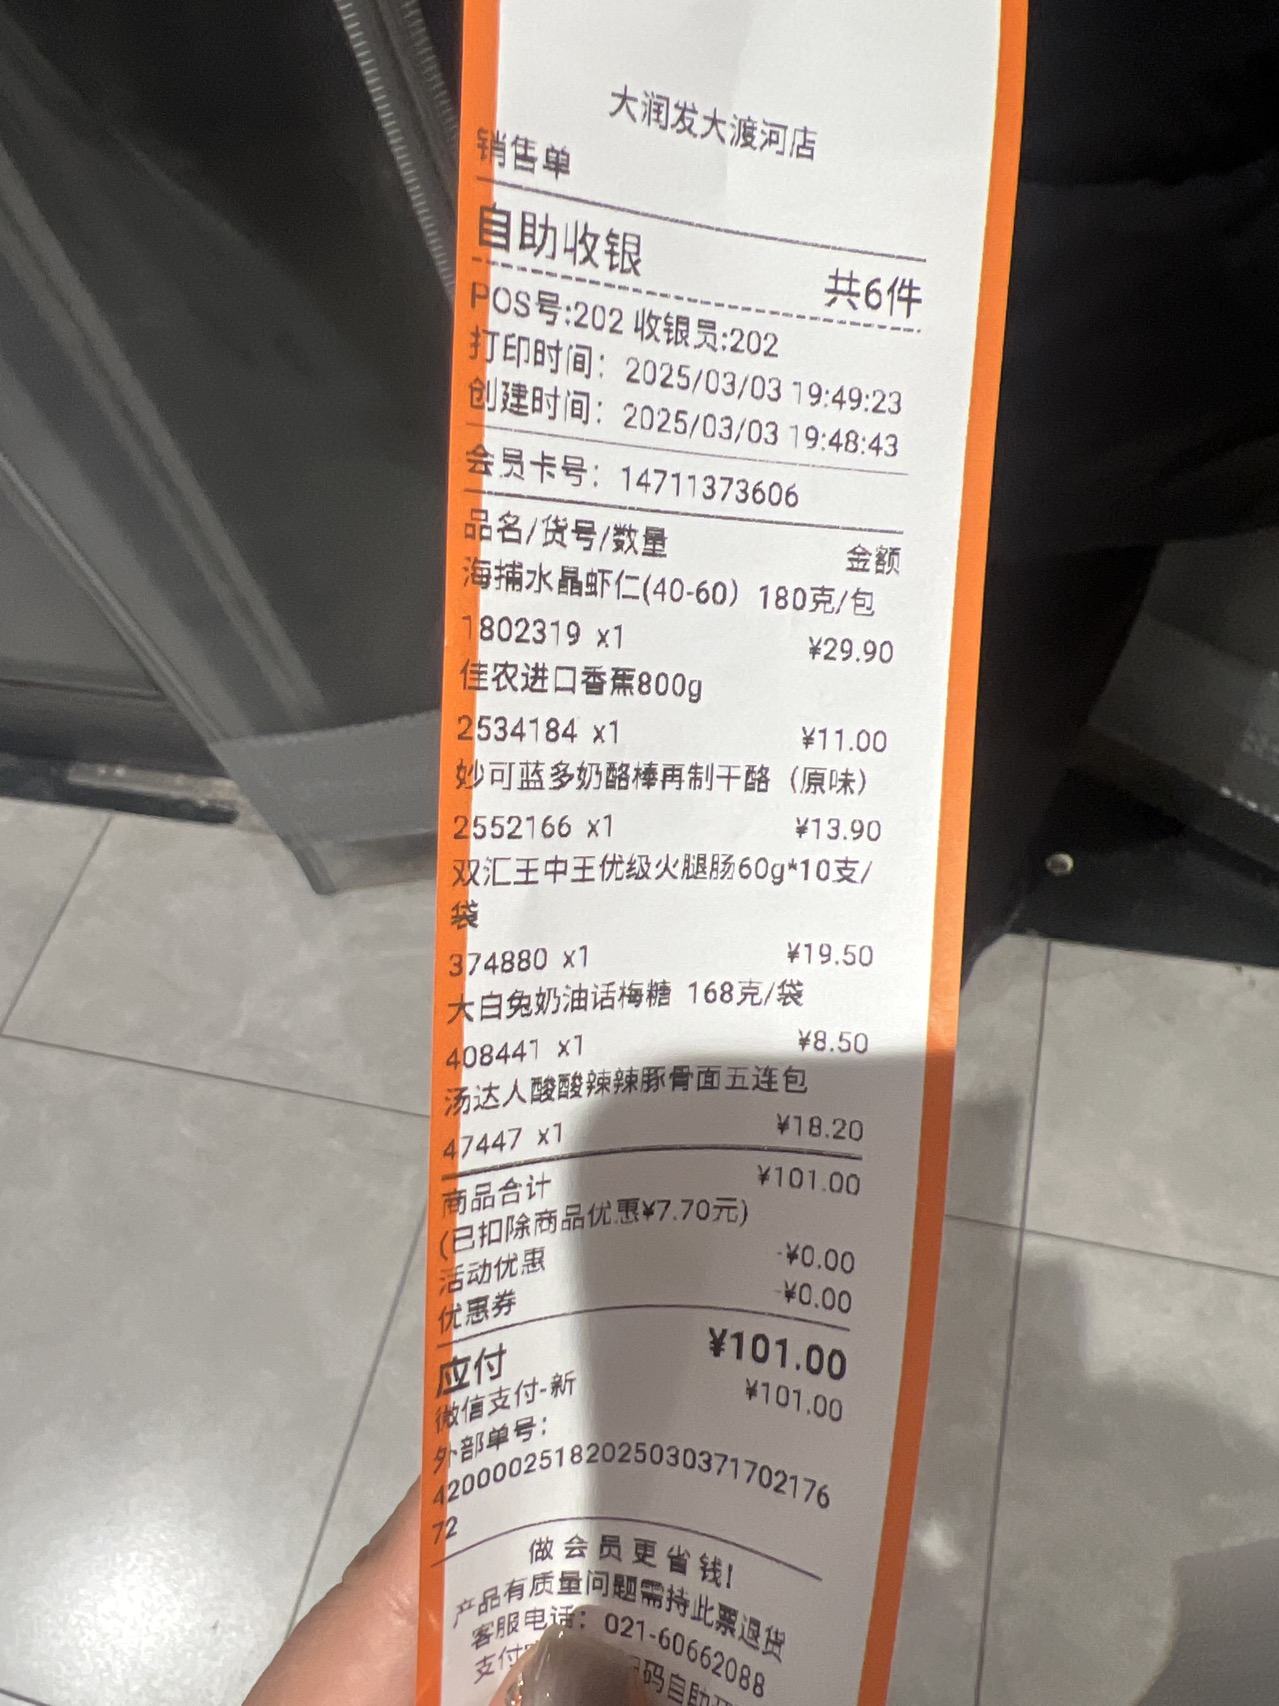 大润发大渡河店
销售单
自助收银 共6件
POS号:202 收银员:202
打印时间：2025/03/03 19:49:23
创建时间：2025/03/03 19:48:43
会员卡号：14711373606
品名/货号/数量 金额
海捕水晶虾仁(40-60）180克/包
1802319 x1 ¥29.90
佳农进口香蕉800g
2534184 x1 ¥11.00
妙可蓝多奶酪棒再制干酪（原味）
2552166 x1 ¥13.90
双汇王中王优级火腿肠60g*10支/
袋
374880 x1 ¥19.50
大白兔奶油话梅糖 168克/袋
408441 x1 ¥8.50
汤达人酸酸辣辣豚骨面五连包
47447 x1 ¥18.20
商品合计 ¥101.00
(已扣除商品优惠¥7.70元)
活动优惠 -¥0.00
优惠券 -¥0.00
应付 ¥101.00
微信支付-新 ¥101.00
外部单号：
42000025182025030371702176
72
做会员更省钱!
产品有质量问题需持此票退货
客服电话：021-60662088
支付 码自助